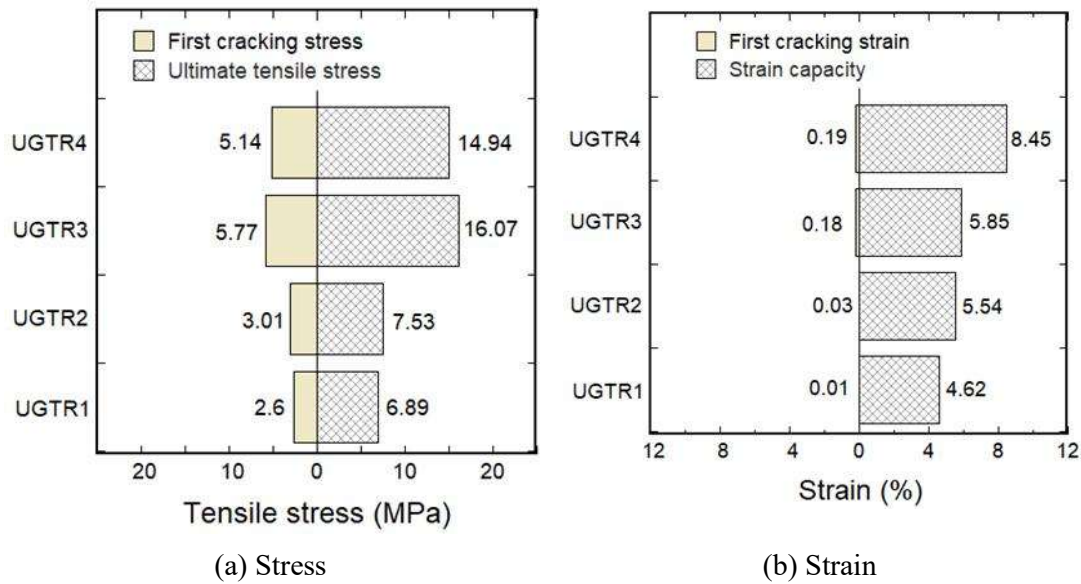 First cracking stress
Ultimate tensile stress
UGTR4
5.14
14.94
UGTR3
5.77
16.07
UGTR2
3.01
7.53
UGTR1
2.6
6.89
20 10 0 10 20
Tensile stress (MPa)
(a) Stress
First cracking strain
Strain capacity
UGTR4
0.19
8.45
UGTR3
0.18
5.85
UGTR2
0.03
5.54
UGTR1
0.01
4.62
12 8 4 0 4 8 12
Strain (%)
(b) Strain